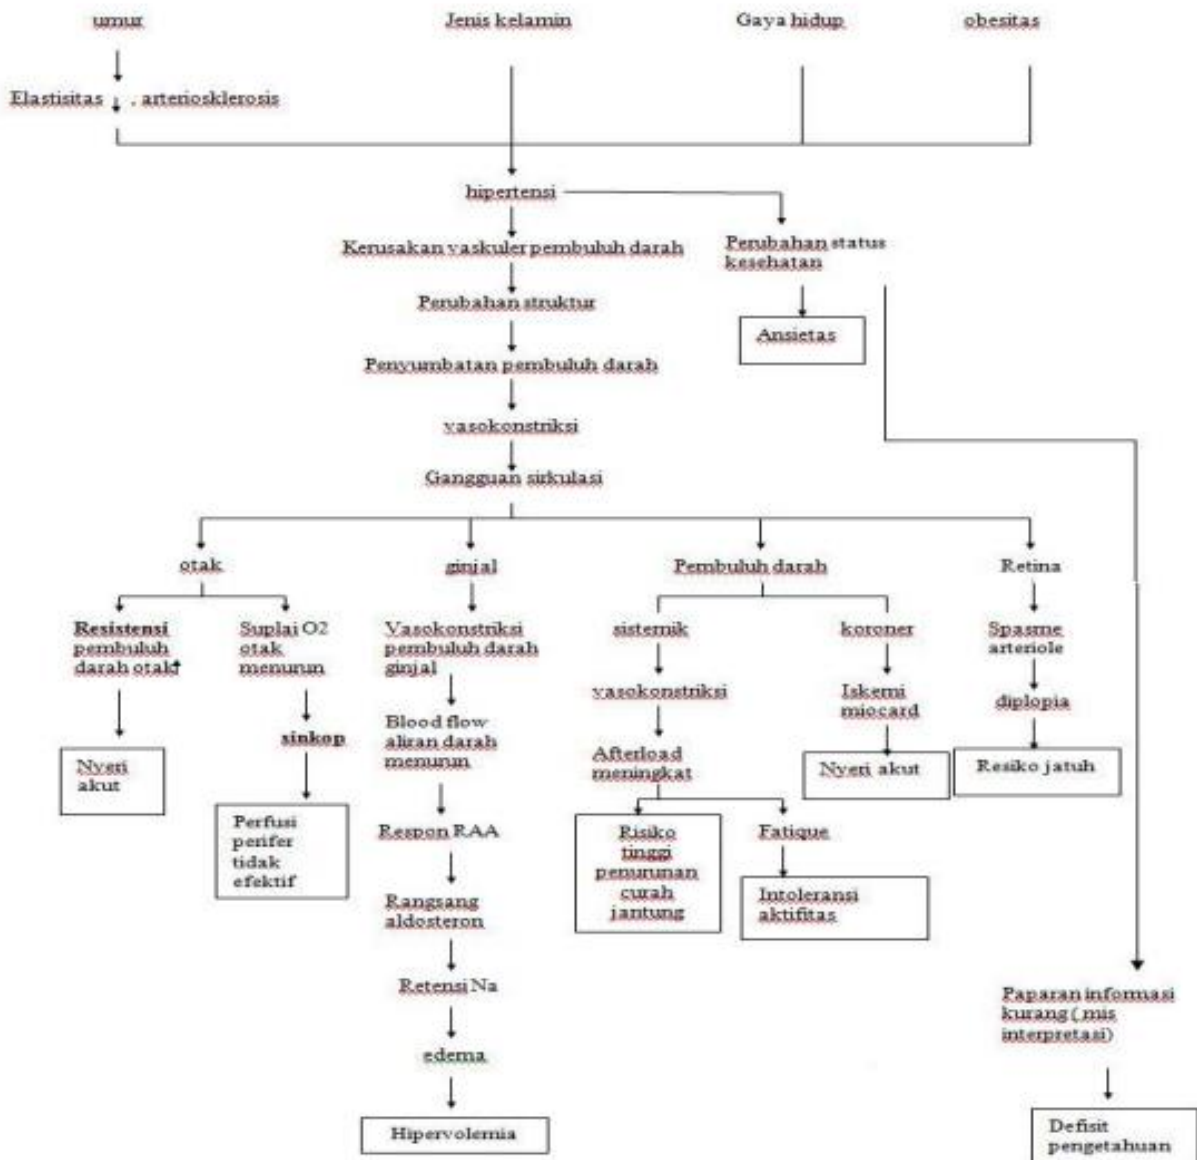 umur
Jenis kelamin
Gaya hidup
obesitas
Elastisitas , arteriosklerosis
hipertensi
Kerusakan vaskuler pembuluh darah
Perubahan status
kesehatan
Perubahan struktur
Ansietas
Penyumbatan pembuluh darah
vasokonstriksi
Gangguan sirkulasi
otak
ginjal
Pembuluh darah
Retina
Resistensi
pembuluh
darah otak
Suplai O2
otak
menurun
Vasokonstriksi
pembuluh darah
ginjal
sistemik
koroner
Spasme
arteriole
vasokonstriksi
Iskemi
miocard
diplopia
sinkop
Blood flow
aliran darah
menurun
Afterload
meningkat
Nyeri
akut
Nyeri akut
Resiko jatuh
Perfusi
perifer
tidak
efektif
Respon RAA
Risiko
tinggi
penurunan
curah
jantung
Fatique
Rangsang
aldosteron
Intoleransi
aktifitas
Retensi Na
Paparan informasi
kurang ( mis
interpretasi)
edema
Hipervolemia
Defisit
pengetahuan